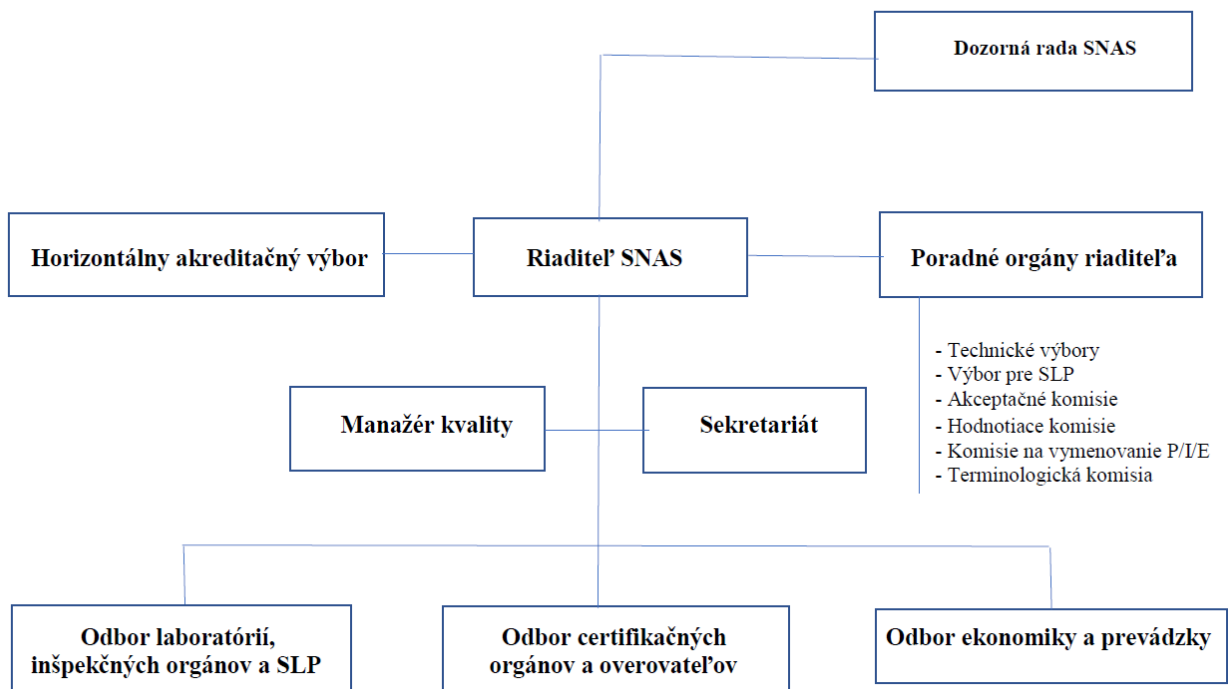 Dozorná rada SNAS
Horizontálny akreditačný výbor
Riaditeľ SNAS
Poradné orgány riaditeľa
- Technické výbory
- Výbor pre SLP
- Akceptačné komisie
- Hodnotiace komisie
- Komisie na vymenovanie P/I/E
- Terminologická komisia
Manažér kvality
Sekretariát
Odbor laboratórií,
inšpekčných orgánov a SLP
Odbor certifikačných
orgánov a overovateľov
Odbor ekonomiky a prevádzky